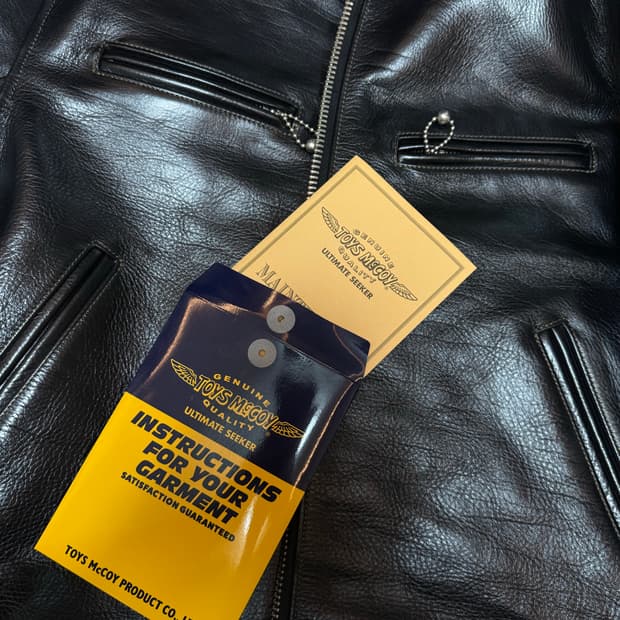 GENUINE
TOYS McCOY
QUALITY
ULTIMATE SEEKER
GENUINE
TOYS McCOY
QUALITY
ULTIMATE SEEKER
INSTRUCTIONS
FOR YOUR
GARMENT
SATISFACTION GUARANTEED
TOYS McCOY PRODUCT CO.,